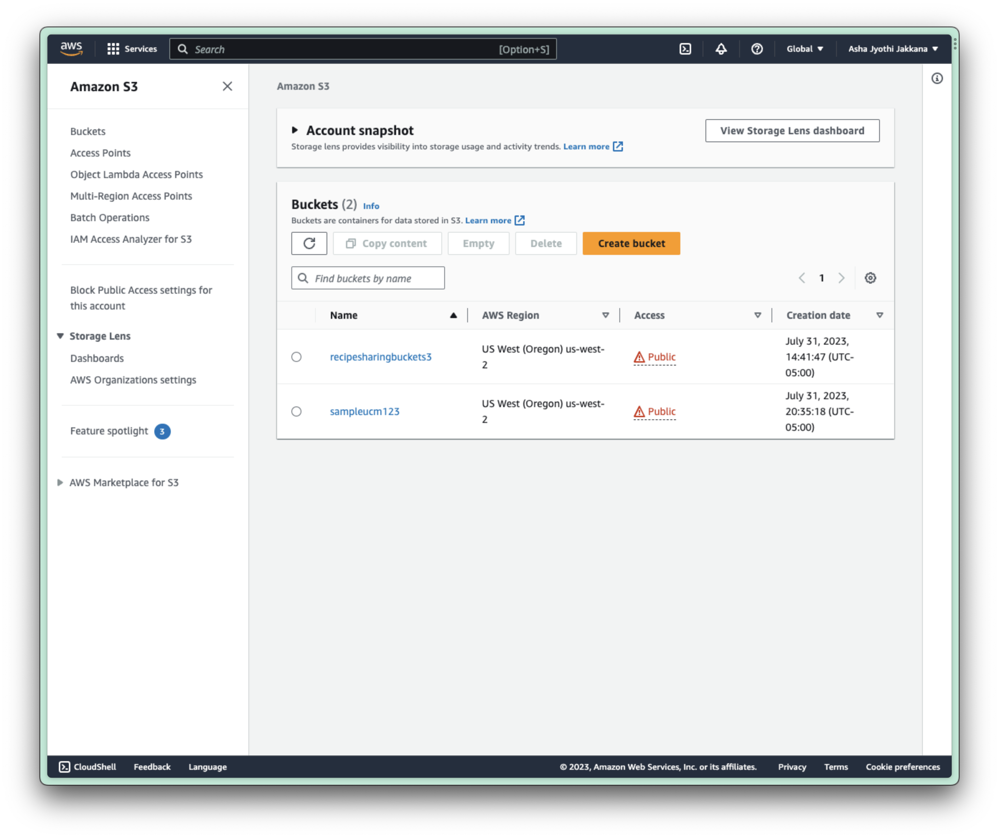 aws
Services
Search
[Option+S]
Global
Asha Jyothi Jakkana
Amazon S3
Buckets
Access Points
Object Lambda Access Points
Multi-Region Access Points
Batch Operations
IAM Access Analyzer for S3
Block Public Access settings for
this account
Storage Lens
Dashboards
AWS Organizations settings
Feature spotlight 3
AWS Marketplace for S3
Amazon S3
Account snapshot
View Storage Lens dashboard
Storage lens provides visibility into storage usage and activity trends. Learn more
Buckets (2) Info
Buckets are containers for data stored in S3. Learn more
Copy content
Empty
Delete
Create bucket
Find buckets by name
1
Name
AWS Region
Access
Creation date
recipesharingbuckets3
US West (Oregon) us-west-
2
Public
July 31, 2023,
14:41:47 (UTC-
05:00)
sampleucm123
US West (Oregon) us-west-
2
Public
July 31, 2023,
20:35:18 (UTC-
05:00)
CloudShell
Feedback
Language
© 2023, Amazon Web Services, Inc. or its affiliates.
Privacy
Terms
Cookie preferences